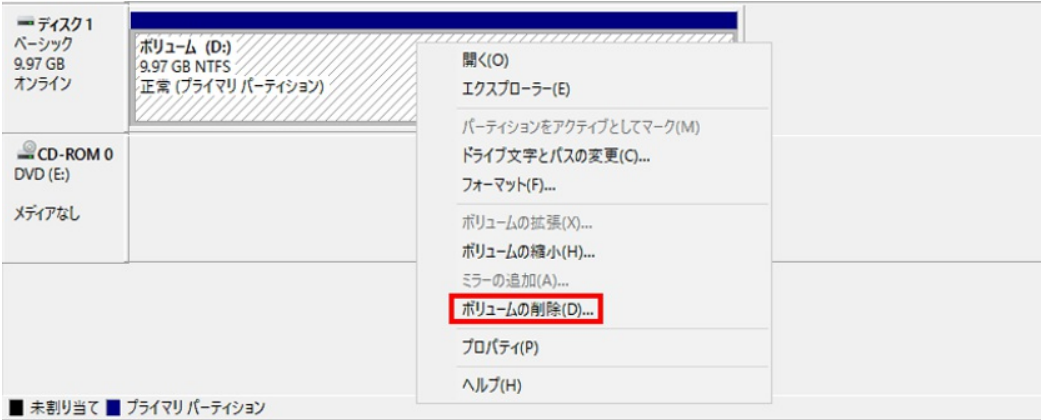 ディスク 1
ベーシック
9.97 GB
オンライン
ボリューム (D:)
9.97 GB NTFS
正常 (プライマリ パーティション)
CD-ROM 0
DVD (E:)
メディアなし
開く(O)
エクスプローラー(E)
パーティションをアクティブとしてマーク(M)
ドライブ文字とパスの変更(C)...
フォーマット(F)...
ボリュームの拡張(X)...
ボリュームの縮小(H)...
ミラーの追加(A)...
ボリュームの削除(D)...
プロパティ(P)
ヘルプ(H)
未割り当て プライマリ パーティション